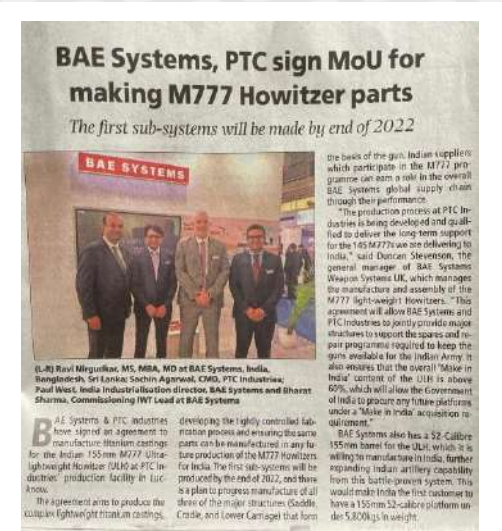 BAE Systems, PTC sign MoU for
making M777 Howitzer parts
The first sub-systems will be made by end of 2022
BAE SYSTEMS
(L-R) Ravi Nirgudkar, MS, MBA, MD at BAE Systems, India,
Bangladesh, Sri Lanka; Sachin Agarwal, CMD, PTC Industries;
Paul West, India Industrialisation director, BAE Systems and Bharat
Sharma, Commissioning IWT Lead at BAE Systems
BAE Systems & PTC Industries
have signed an agreement to
manufacture titanium castings
for the Indian 155mm M777 Ultra-
lightweight Howitzer (ULH) at PTC In-
dustries' production facility in Luc-
know.
The agreement aims to produce the
complex lightweight titanium castings,
developing the tightly controlled fab-
rication process and ensuring the same
parts can be manufactured in any fu-
ture production of the M777 Howitzers
for India. The first sub-systems will be
produced by the end of 2022, and there
is a plan to progress manufacture of all
three of the major structures (Saddle,
Cradle, and Lower Carriage) that form
the basis of the gun. Indian suppliers
which participate in the M777 pro-
gramme can earn a role in the overall
BAE Systems global supply chain
through their performance.
"The production process at PTC In-
dustries is being developed and quali-
fied to deliver the long-term support
for the 145 M777s we are delivering to
India," said Duncan Stevenson, the
general manager of BAE Systems
Weapon Systems UK, which manages
the manufacture and assembly of the
M777 light-weight Howitzers. "This
agreement will allow BAE Systems and
PTC Industries to jointly provide major
structures to support the spares and re-
pair programme required to keep the
guns available for the Indian Army. It
also ensures that the overall 'Make in
India' content of the ULH is above
60%, which will allow the Government
of India to procure any future platforms
under a 'Make in India' acquisition re-
quirement."
BAE Systems also has a 52-Calibre
155mm barrel for the ULH, which it is
willing to manufacture in India, further
expanding Indian artillery capability
from this battle-proven system. This
would make India the first customer to
have a 155mm 52-calibre platform un-
der 5,800kgs in weight.